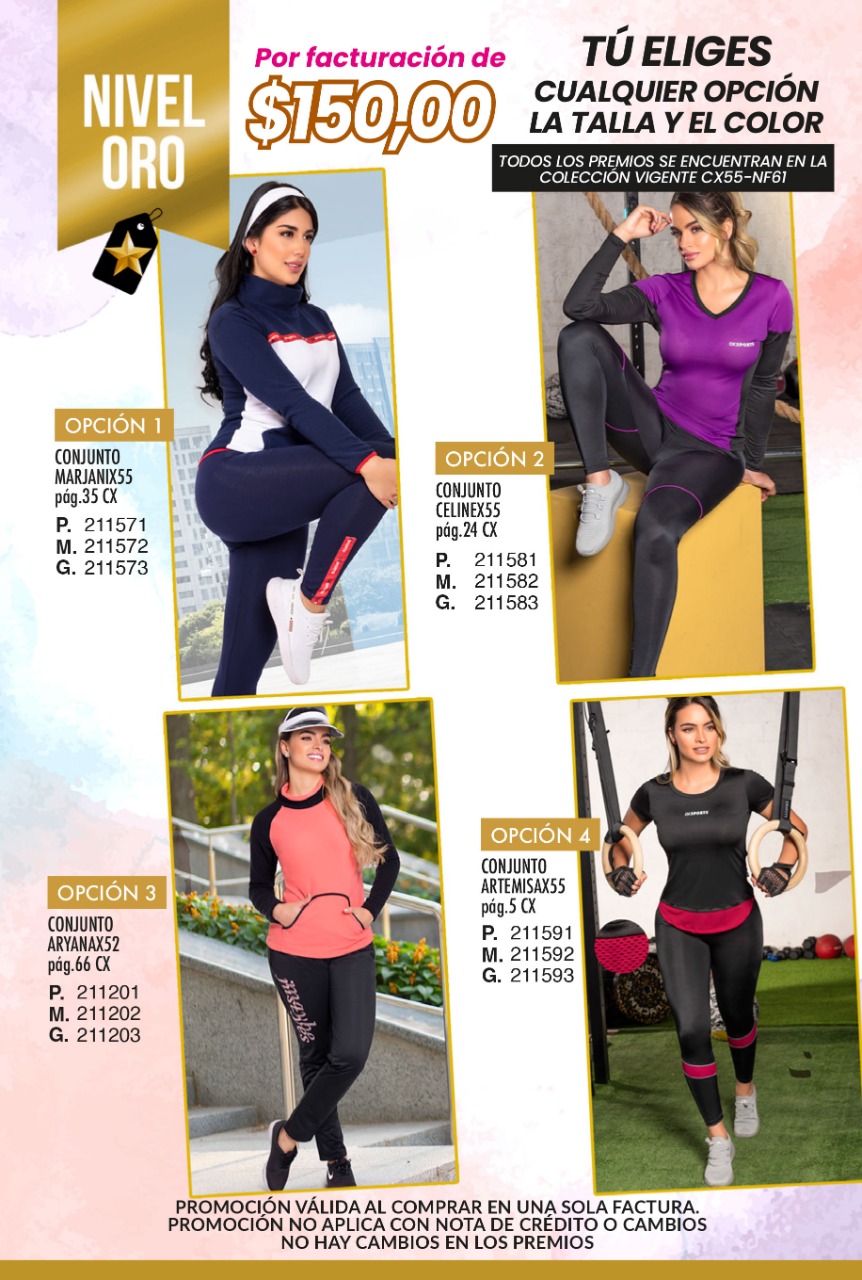 NIVEL
ORO
Por facturación de
$150,00
TÚ ELIGES
CUALQUIER OPCIÓN
LA TALLA Y EL COLOR
TODOS LOS PREMIOS SE ENCUENTRAN EN LA
COLECCIÓN VIGENTE CX55-NF61
OPCIÓN 1
CONJUNTO
MARJANIX55
pág.35 CX
P. 211571
M. 211572
G. 211573
OPCIÓN 2
CONJUNTO
CELINEX55
pág.24 CX
P. 211581
M. 211582
G. 211583
OPCIÓN 3
CONJUNTO
ARYANAX52
pág.66 CX
P. 211201
M. 211202
G. 211203
OPCIÓN 4
CONJUNTO
ARTEMISAX55
pág.5 CX
P. 211591
M. 211592
G. 211593
PROMOCIÓN VÁLIDA AL COMPRAR EN UNA SOLA FACTURA.
PROMOCIÓN NO APLICA CON NOTA DE CRÉDITO O CAMBIOS
NO HAY CAMBIOS EN LOS PREMIOS